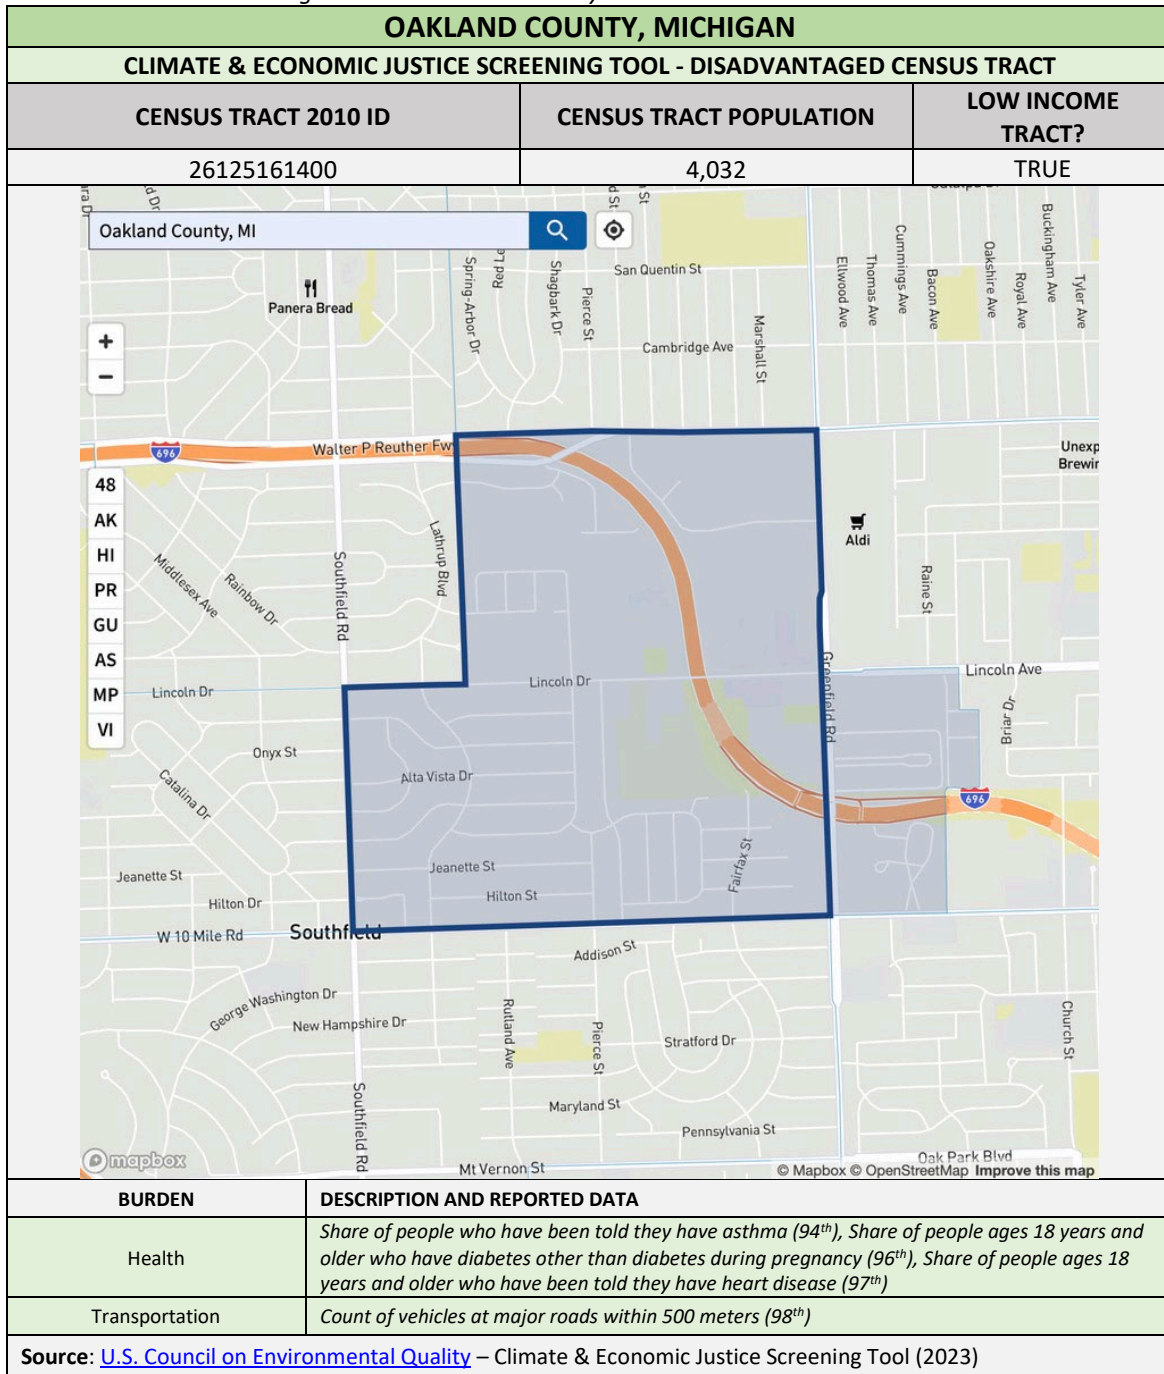 OAKLAND COUNTY, MICHIGAN
CLIMATE & ECONOMIC JUSTICE SCREENING TOOL - DISADVANTAGED CENSUS TRACT
CENSUS TRACT 2010 ID
CENSUS TRACT POPULATION
LOW INCOME
TRACT?
26125161400
4,032
TRUE
Oakland County, MI
Panera Bread
Spring-Arbor Dr
Shagbark Dr
Pierce St
San Quentin St
Cambridge Ave
Marshall St
Ellwood Ave
Thomas Ave
Cummings Ave
Bacon Ave
Oakshire Ave
Royal Ave
Buckingham Ave
Tyler Ave
+
−
696
Walter P Reuther Fwy
Unexp
Brewin
48
AK
HI
PR
GU
AS
MP
VI
Middlesex Ave
Rainbow Dr
Southfield Rd
Lathrup Blvd
Aldi
Raine St
Lincoln Dr
Lincoln Dr
Greenfield Rd
Lincoln Ave
Briar Dr
Onyx St
Catalina Dr
Alta Vista Dr
696
Jeanette St
Jeanette St
Fairfax St
Hilton Dr
Hilton St
W 10 Mile Rd
Southfield
Addison St
George Washington Dr
New Hampshire Dr
Rutland Ave
Pierce St
Stratford Dr
Church St
Southfield Rd
Maryland St
Pennsylvania St
mapbox
Mt Vernon St
Oak Park Blvd
© Mapbox © OpenStreetMap Improve this map
BURDEN
DESCRIPTION AND REPORTED DATA
Health
Share of people who have been told they have asthma (94th), Share of people ages 18 years and
older who have diabetes other than diabetes during pregnancy (96th), Share of people ages 18
years and older who have been told they have heart disease (97th)
Transportation
Count of vehicles at major roads within 500 meters (98th)
Source: U.S. Council on Environmental Quality – Climate & Economic Justice Screening Tool (2023)